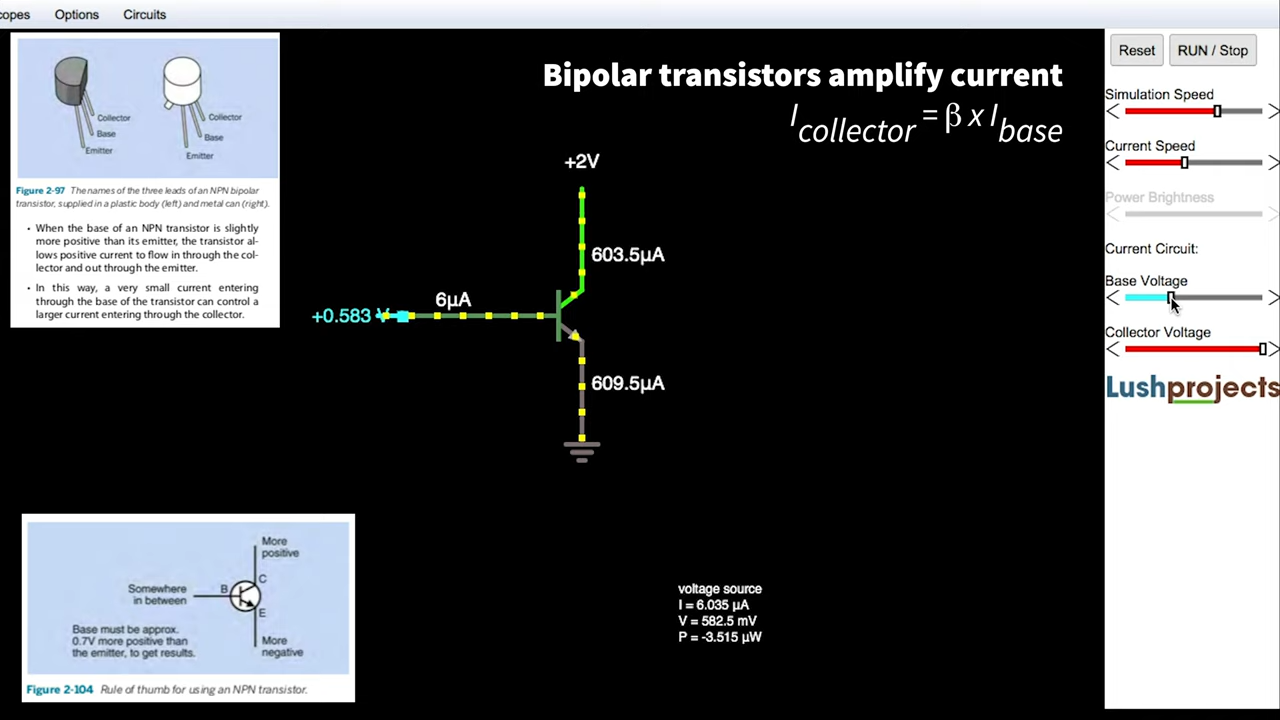 opes Options Circuits
Collector
Base
Emitter
Collector
Base
Emitter
Figure 2-97 The names of the three leads of an NPN bipolar
transistor, supplied in a plastic body (left) and metal can (right).
• When the base of an NPN transistor is slightly
more positive than its emitter, the transistor al-
lows positive current to flow in through the col-
lector and out through the emitter.
• In this way, a very small current entering
through the base of the transistor can control a
larger current entering through the collector.
Bipolar transistors amplify current
I collector = β x I base
+2V
603.5μA
6μA
+0.583 V
609.5μA
voltage source
I = 6.035 μA
V = 582.5 mV
P = -3.515 μW
More
positive
C
Somewhere
in between
B
E
Base must be approx.
0.7V more positive than
the emitter, to get results.
More
negative
Figure 2-104 Rule of thumb for using an NPN transistor.
Reset RUN / Stop
Simulation Speed
Current Speed
Power Brightness
Current Circuit:
Base Voltage
Collector Voltage
Lushprojects